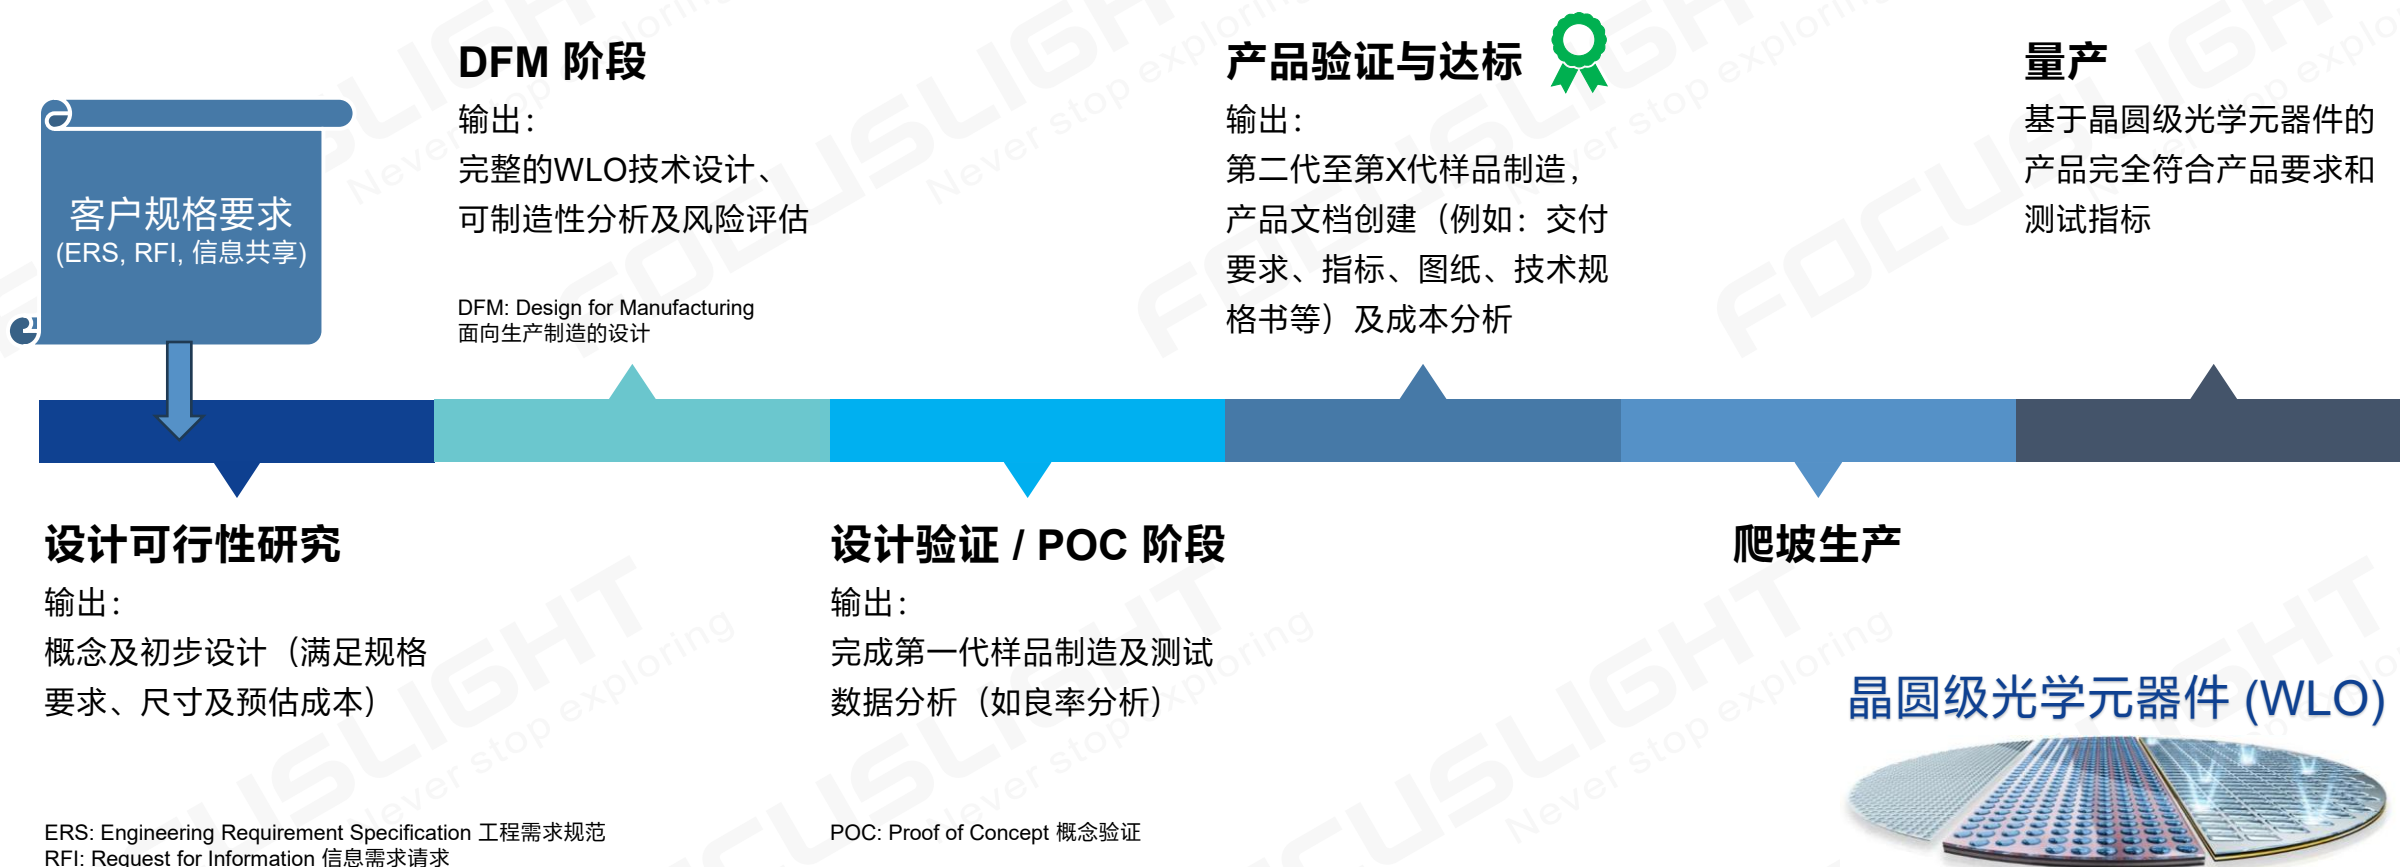 客户规格要求
(ERS, RFI, 信息共享)
DFM 阶段
输出：
完整的WLO技术设计、
可制造性分析及风险评估
DFM: Design for Manufacturing
面向生产制造的设计
产品验证与达标
输出：
第二代至第X代样品制造，
产品文档创建（例如：交付
要求、指标、图纸、技术规
格书等）及成本分析
量产
基于晶圆级光学元器件的
产品完全符合产品要求和
测试指标
设计可行性研究
输出：
概念及初步设计（满足规格
要求、尺寸及预估成本）
ERS: Engineering Requirement Specification 工程需求规范
RFI: Request for Information 信息需求请求
设计验证 / POC 阶段
输出：
完成第一代样品制造及测试
数据分析（如良率分析）
POC: Proof of Concept 概念验证
爬坡生产
晶圆级光学元器件 (WLO)
FOCUSLIGHT
Never stop exploring